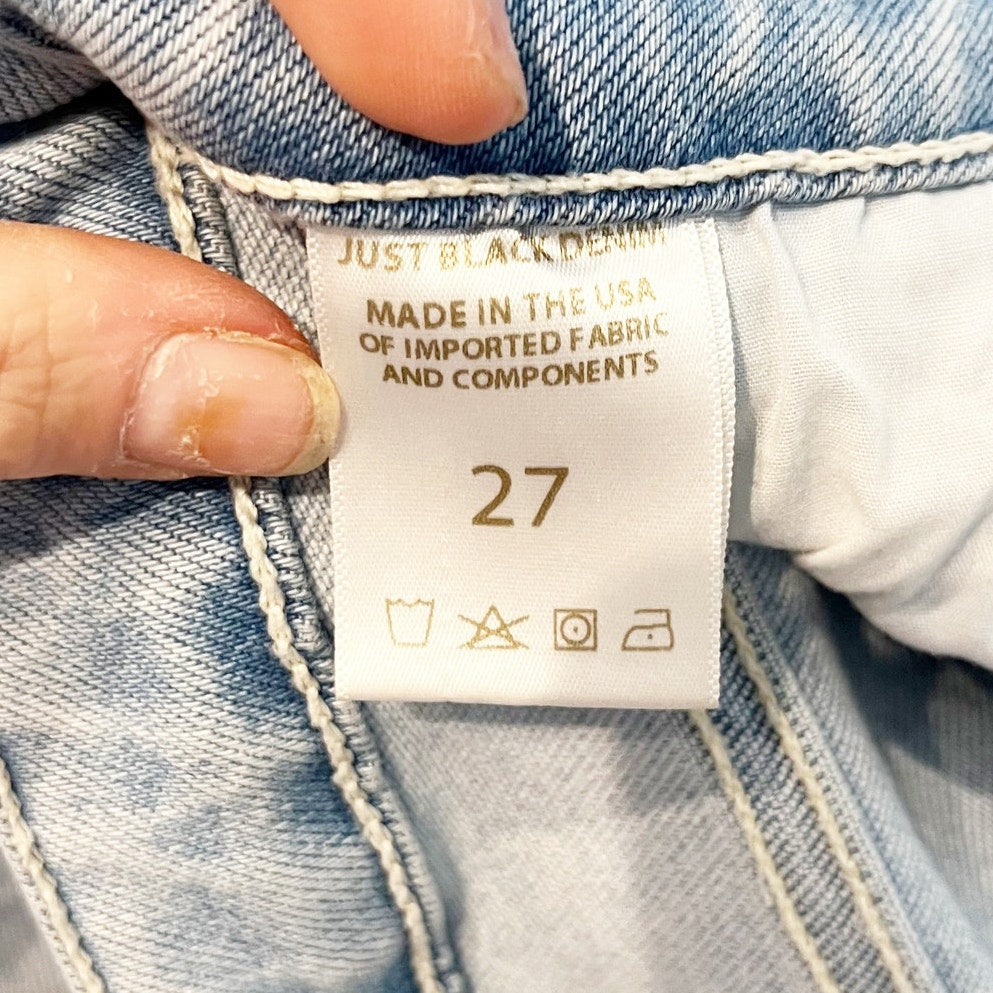 JUST BLACK DENIM
MADE IN THE USA
OF IMPORTED FABRIC
AND COMPONENTS
27